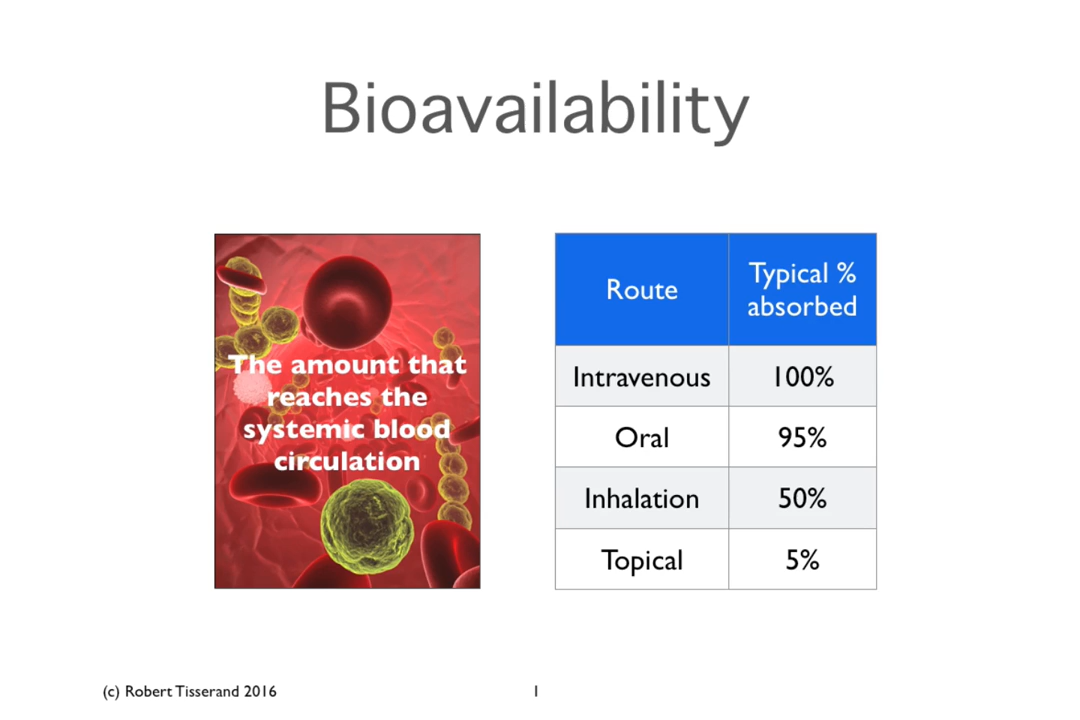 Bioavailability
The amount that
reaches the
systemic blood
circulation
Route
Typical %
absorbed
Intravenous
100%
Oral
95%
Inhalation
50%
Topical
5%
(c) Robert Tisserand 2016
1